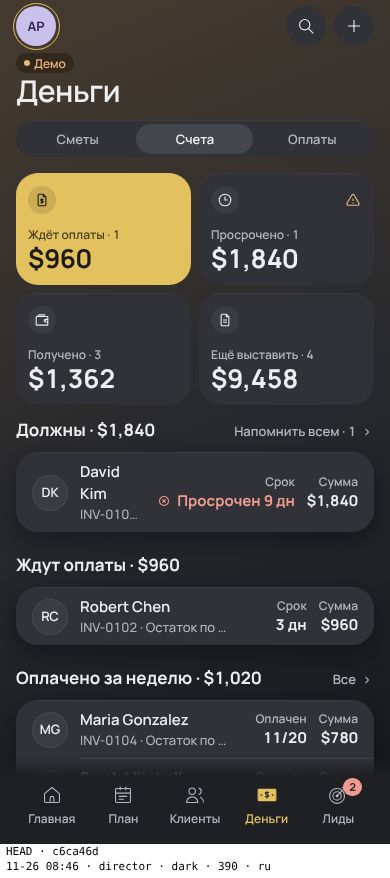 AP
Демо
Деньги
Сметы
Счета
Оплаты
Ждёт оплаты · 1
$960
Просрочено · 1
$1,840
Получено · 3
$1,362
Ещё выставить · 4
$9,458
Должны · $1,840
Напомнить всем · 1
DK
David Kim
INV-010…
Срок
Просрочен 9 дн
Сумма
$1,840
Ждут оплаты · $960
RC
Robert Chen
INV-0102 · Остаток по …
Срок
3 дн
Сумма
$960
Оплачено за неделю · $1,020
Все
MG
Maria Gonzalez
INV-0104 · Остаток по …
Оплачен
11/20
Сумма
$780
Главная
План
Клиенты
Деньги
2
Лиды
HEAD · c6ca46d
11-26 08:46 · director · dark · 390 · ru